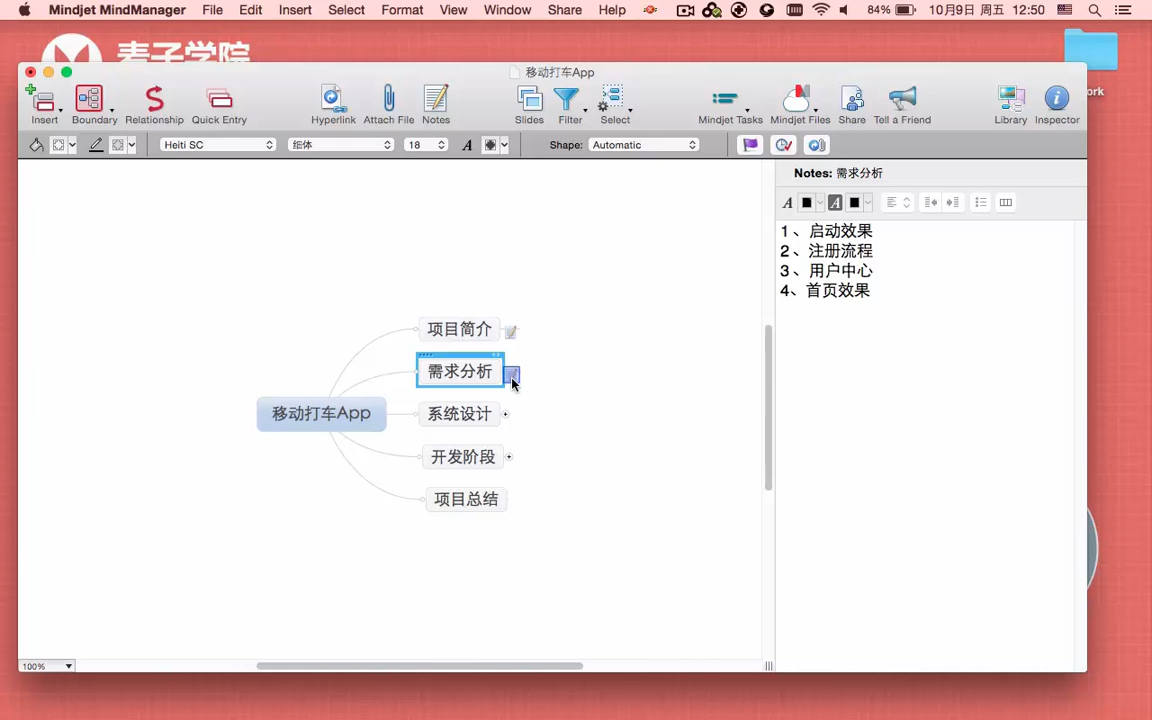 Mindjet MindManager File Edit Insert Select Format View Window Share Help 84% 10月9日 周五 12:50
麦子学院
移动打车App
Insert Boundary Relationship Quick Entry Hyperlink Attach File Notes Slides Filter Select Mindjet Tasks Mindjet Files Share Tell a Friend Library Inspector
ork
Heiti SC 细体 18 A Shape: Automatic
Notes: 需求分析
A A
1、启动效果
2、注册流程
3、用户中心
4、首页效果
项目简介
需求分析
移动打车App
系统设计
开发阶段
项目总结
100%